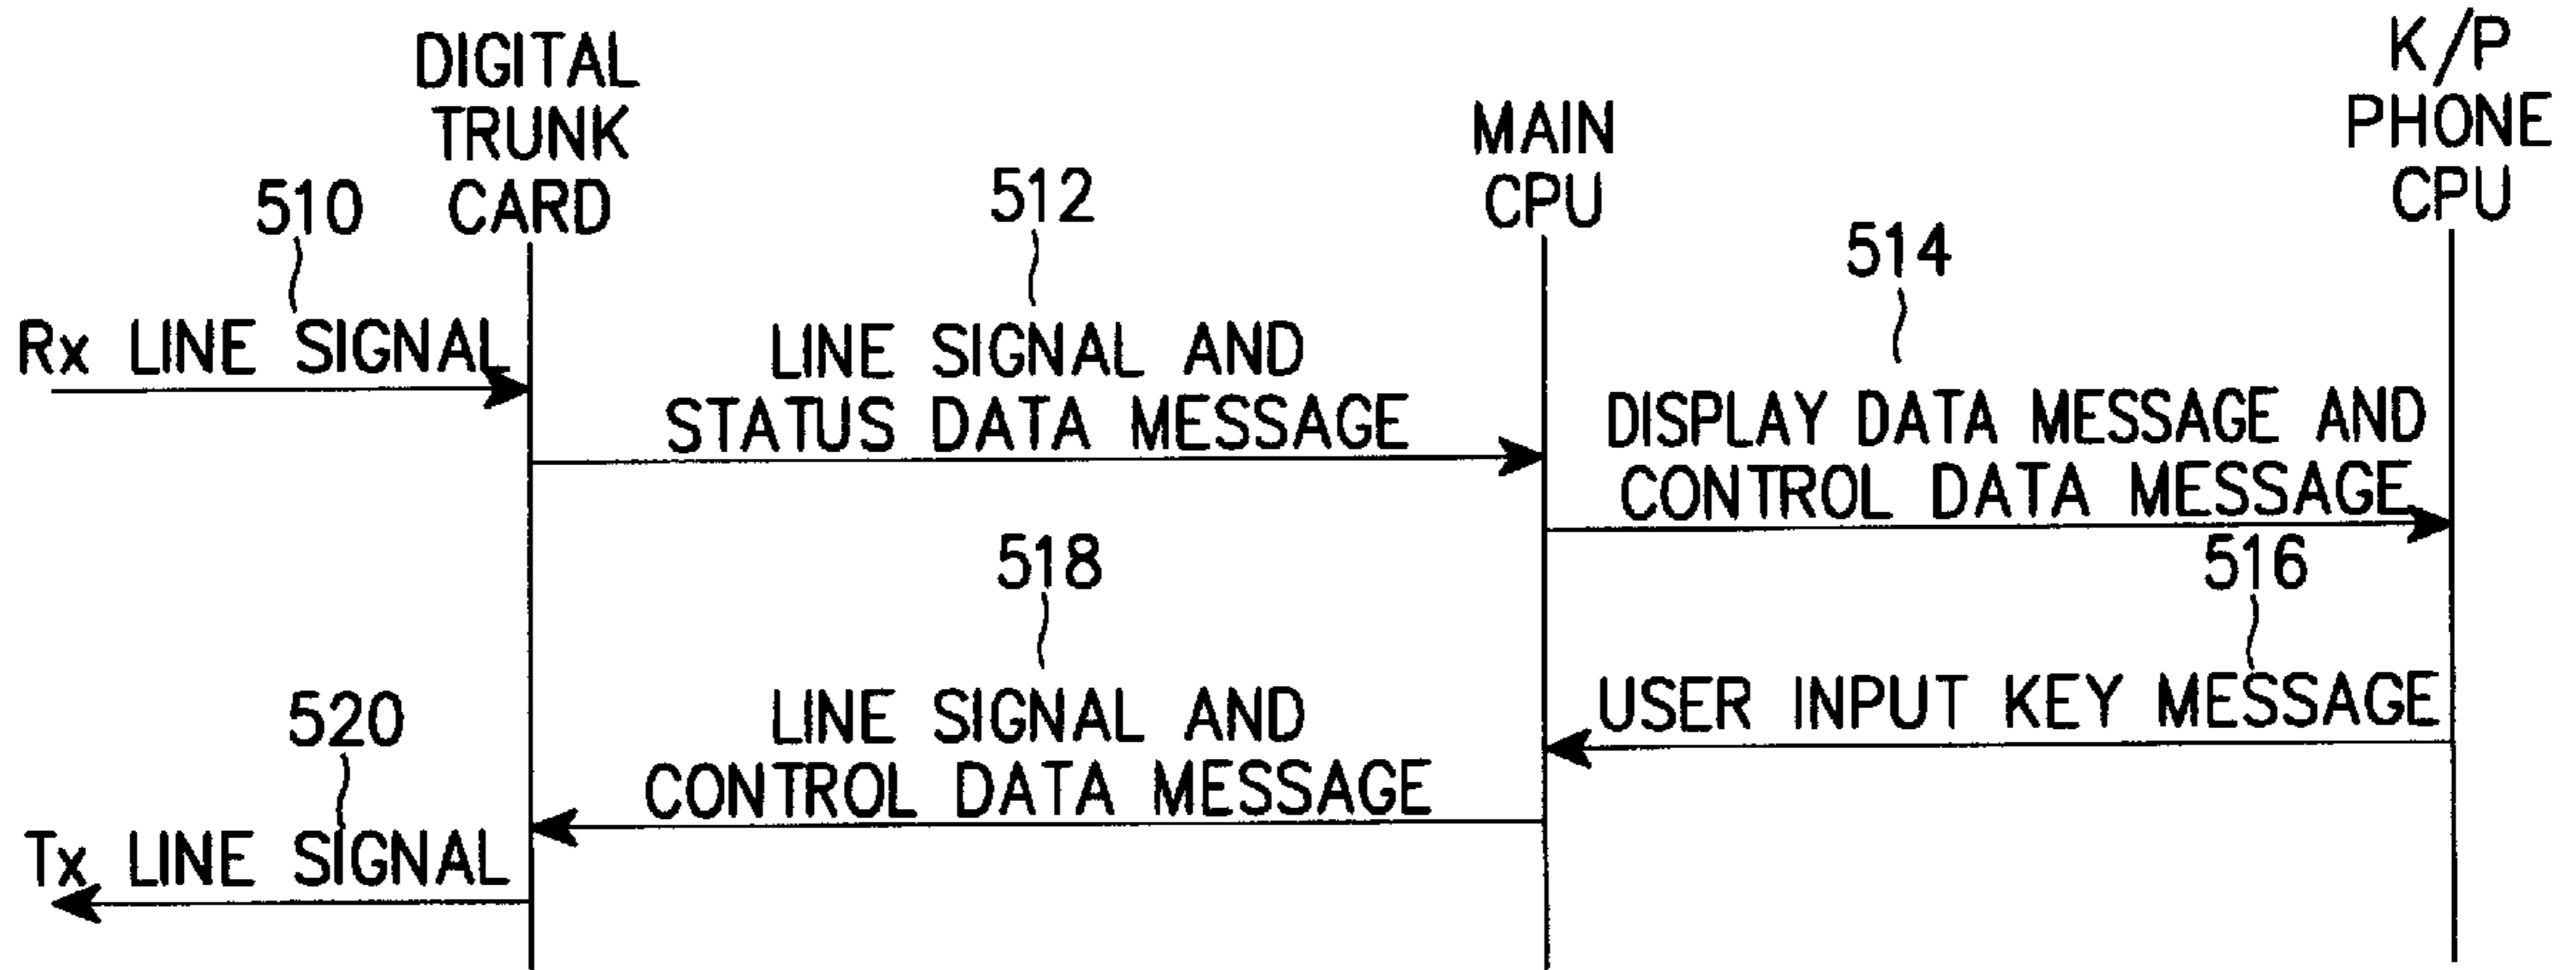 DIGITAL
TRUNK
CARD
MAIN
CPU
K/P
PHONE
CPU
510
Rx LINE SIGNAL
512
LINE SIGNAL AND
STATUS DATA MESSAGE
514
DISPLAY DATA MESSAGE AND
CONTROL DATA MESSAGE
516
USER INPUT KEY MESSAGE
518
LINE SIGNAL AND
CONTROL DATA MESSAGE
520
Tx LINE SIGNAL